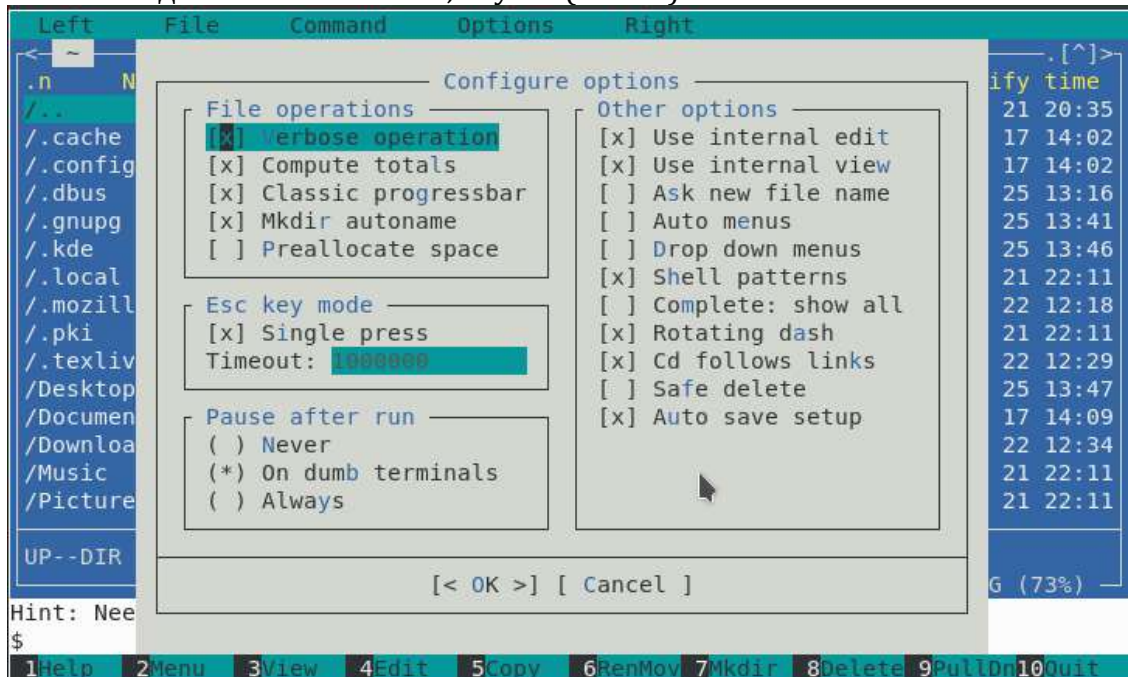 Left File Command Options Right
<- ~ .[^]>
.n N ify time
/.. 21 20:35
/.cache 17 14:02
/.config 17 14:02
/.dbus 25 13:16
/.gnupg 25 13:41
/.kde 25 13:46
/.local 21 22:11
/.mozill 22 12:18
/.pki 21 22:11
/.texliv 22 12:29
/Desktop 25 13:47
/Documen 17 14:09
/Downloa 22 12:34
/Music 21 22:11
/Picture 21 22:11
UP--DIR
G (73%)
Configure options
File operations
[x] Verbose operation
[x] Compute totals
[x] Classic progressbar
[x] Mkdir autoname
[ ] Preallocate space
Esc key mode
[x] Single press
Timeout: 1000000
Pause after run
( ) Never
(*) On dumb terminals
( ) Always
Other options
[x] Use internal edit
[x] Use internal view
[ ] Ask new file name
[ ] Auto menus
[ ] Drop down menus
[x] Shell patterns
[ ] Complete: show all
[x] Rotating dash
[x] Cd follows links
[ ] Safe delete
[x] Auto save setup
[< OK >] [ Cancel ]
Hint: Nee
$
1Help 2Menu 3View 4Edit 5Copy 6RenMov 7Mkdir 8Delete 9PullDn 10Quit